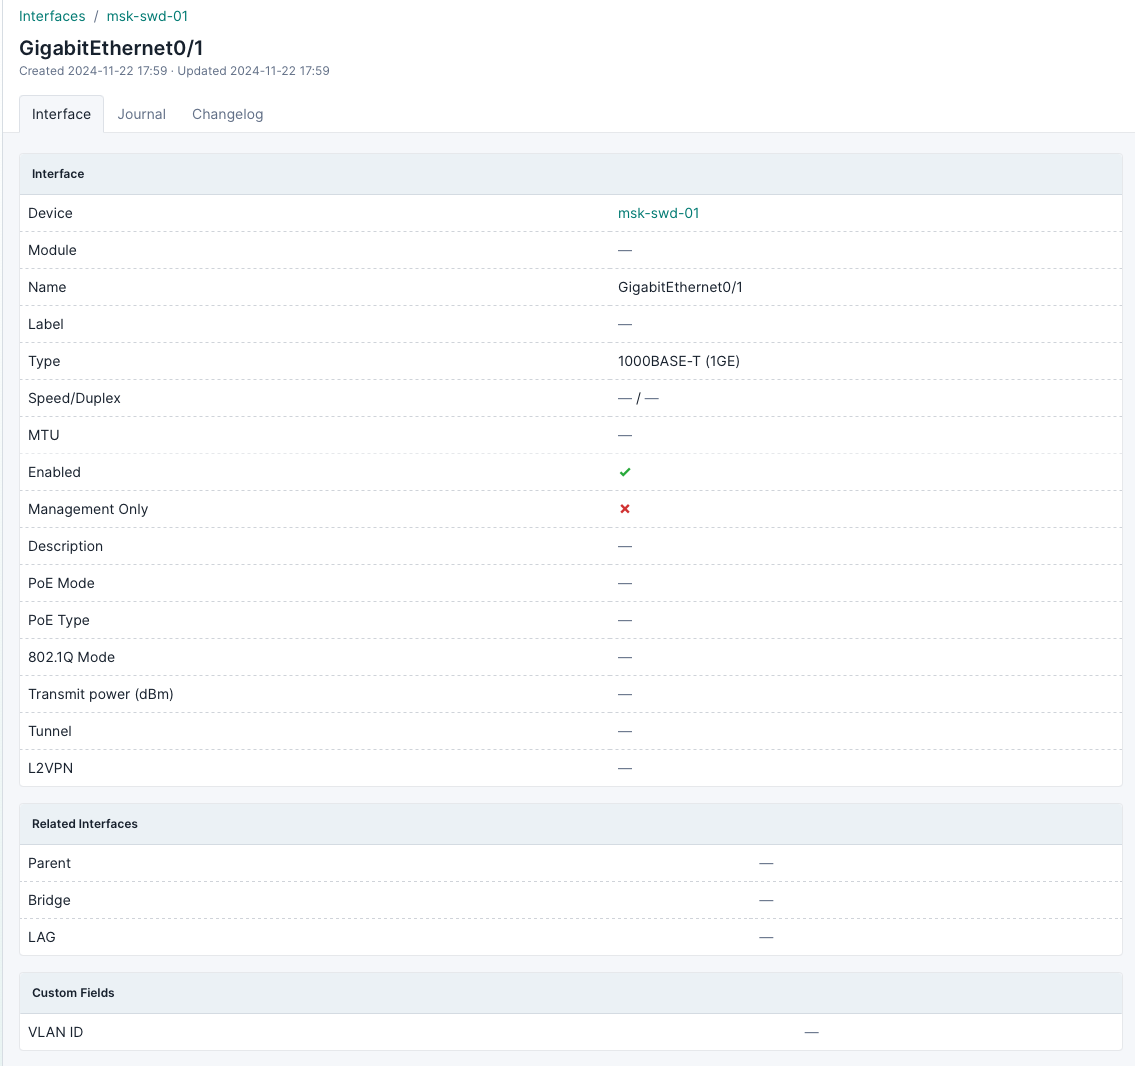 Interfaces / msk-swd-01
GigabitEthernet0/1
Created 2024-11-22 17:59 · Updated 2024-11-22 17:59
Interface Journal Changelog
Interface
Device msk-swd-01
Module —
Name GigabitEthernet0/1
Label —
Type 1000BASE-T (1GE)
Speed/Duplex — / —
MTU —
Enabled ✔
Management Only ✖
Description —
PoE Mode —
PoE Type —
802.1Q Mode —
Transmit power (dBm) —
Tunnel —
L2VPN —
Related Interfaces
Parent —
Bridge —
LAG —
Custom Fields
VLAN ID —